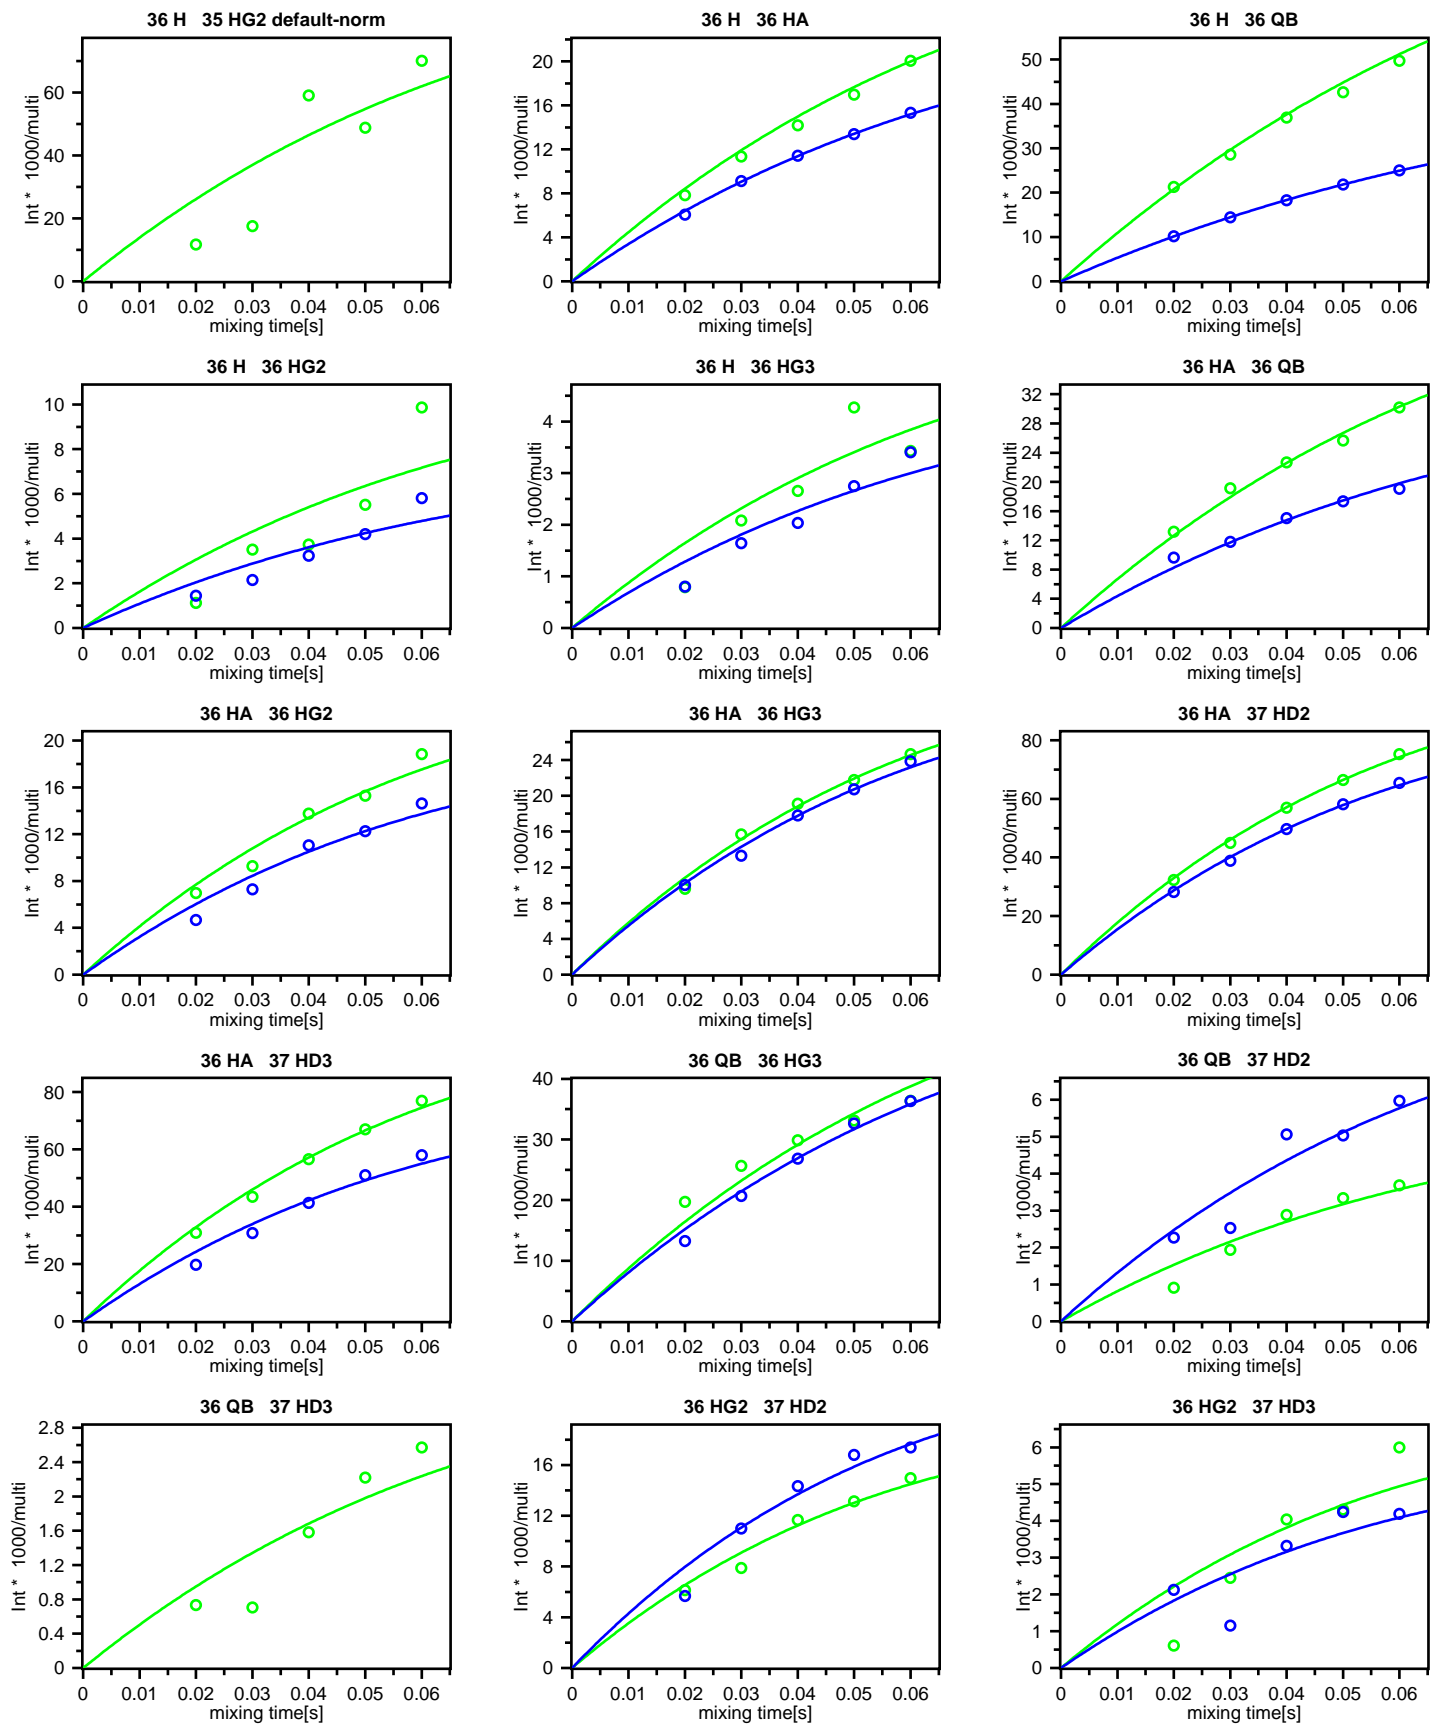 36 H 35 HG2 default-norm
Int * 1000/multi
60
40
20
0
0 0.01 0.02 0.03 0.04 0.05 0.06
mixing time[s]
36 H 36 HA
Int * 1000/multi
20
16
12
8
4
0
0 0.01 0.02 0.03 0.04 0.05 0.06
mixing time[s]
36 H 36 QB
Int * 1000/multi
50
40
30
20
10
0
0 0.01 0.02 0.03 0.04 0.05 0.06
mixing time[s]
36 H 36 HG2
Int * 1000/multi
10
8
6
4
2
0
0 0.01 0.02 0.03 0.04 0.05 0.06
mixing time[s]
36 H 36 HG3
Int * 1000/multi
4
3
2
1
0
0 0.01 0.02 0.03 0.04 0.05 0.06
mixing time[s]
36 HA 36 QB
Int * 1000/multi
32
28
24
20
16
12
8
4
0
0 0.01 0.02 0.03 0.04 0.05 0.06
mixing time[s]
36 HA 36 HG2
Int * 1000/multi
20
16
12
8
4
0
0 0.01 0.02 0.03 0.04 0.05 0.06
mixing time[s]
36 HA 36 HG3
Int * 1000/multi
24
20
16
12
8
4
0
0 0.01 0.02 0.03 0.04 0.05 0.06
mixing time[s]
36 HA 37 HD2
Int * 1000/multi
80
60
40
20
0
0 0.01 0.02 0.03 0.04 0.05 0.06
mixing time[s]
36 HA 37 HD3
Int * 1000/multi
80
60
40
20
0
0 0.01 0.02 0.03 0.04 0.05 0.06
mixing time[s]
36 QB 36 HG3
Int * 1000/multi
40
30
20
10
0
0 0.01 0.02 0.03 0.04 0.05 0.06
mixing time[s]
36 QB 37 HD2
Int * 1000/multi
6
5
4
3
2
1
0
0 0.01 0.02 0.03 0.04 0.05 0.06
mixing time[s]
36 QB 37 HD3
Int * 1000/multi
2.8
2.4
2
1.6
1.2
0.8
0.4
0
0 0.01 0.02 0.03 0.04 0.05 0.06
mixing time[s]
36 HG2 37 HD2
Int * 1000/multi
16
12
8
4
0
0 0.01 0.02 0.03 0.04 0.05 0.06
mixing time[s]
36 HG2 37 HD3
Int * 1000/multi
6
5
4
3
2
1
0
0 0.01 0.02 0.03 0.04 0.05 0.06
mixing time[s]